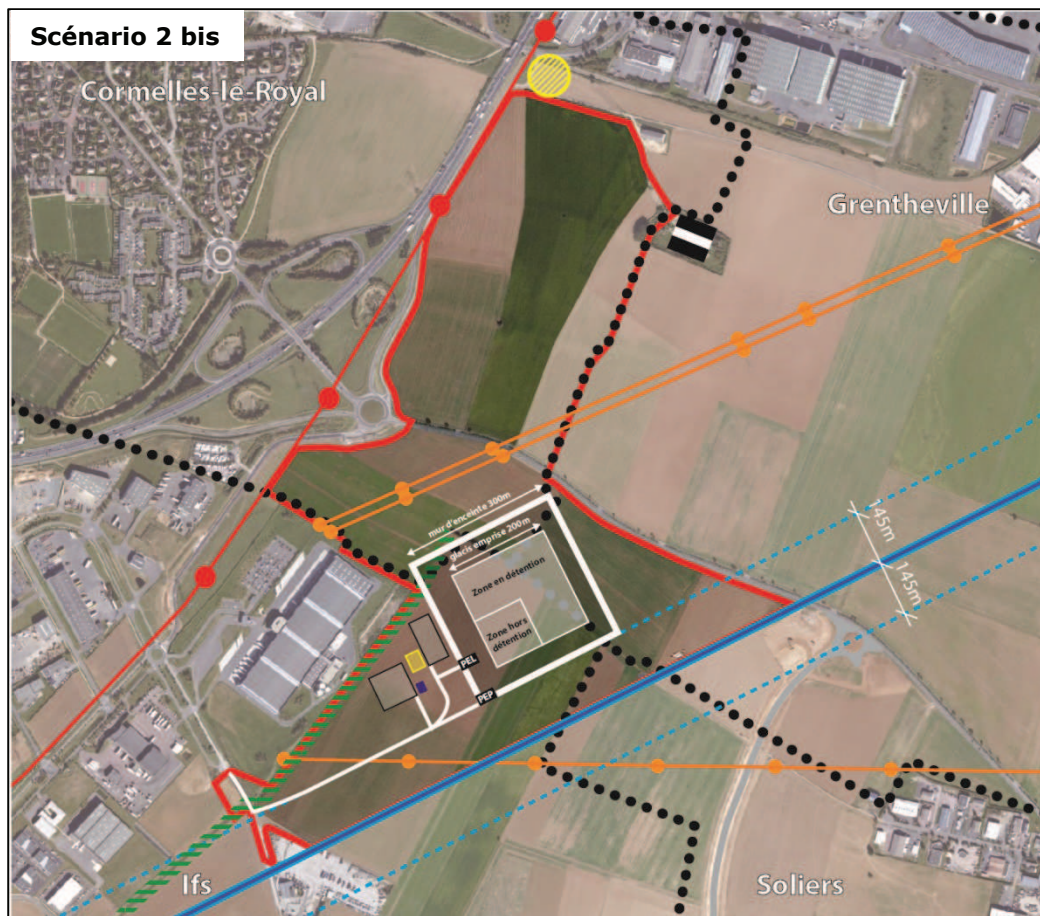 Scénario 2 bis
Cormelles-le-Royal
Grentheville
mur d'enceinte 300m
glacis emprise 200m
Zone en détention
Zone hors
détention
PEL
PEP
145m
145m
Ifs
Soliers